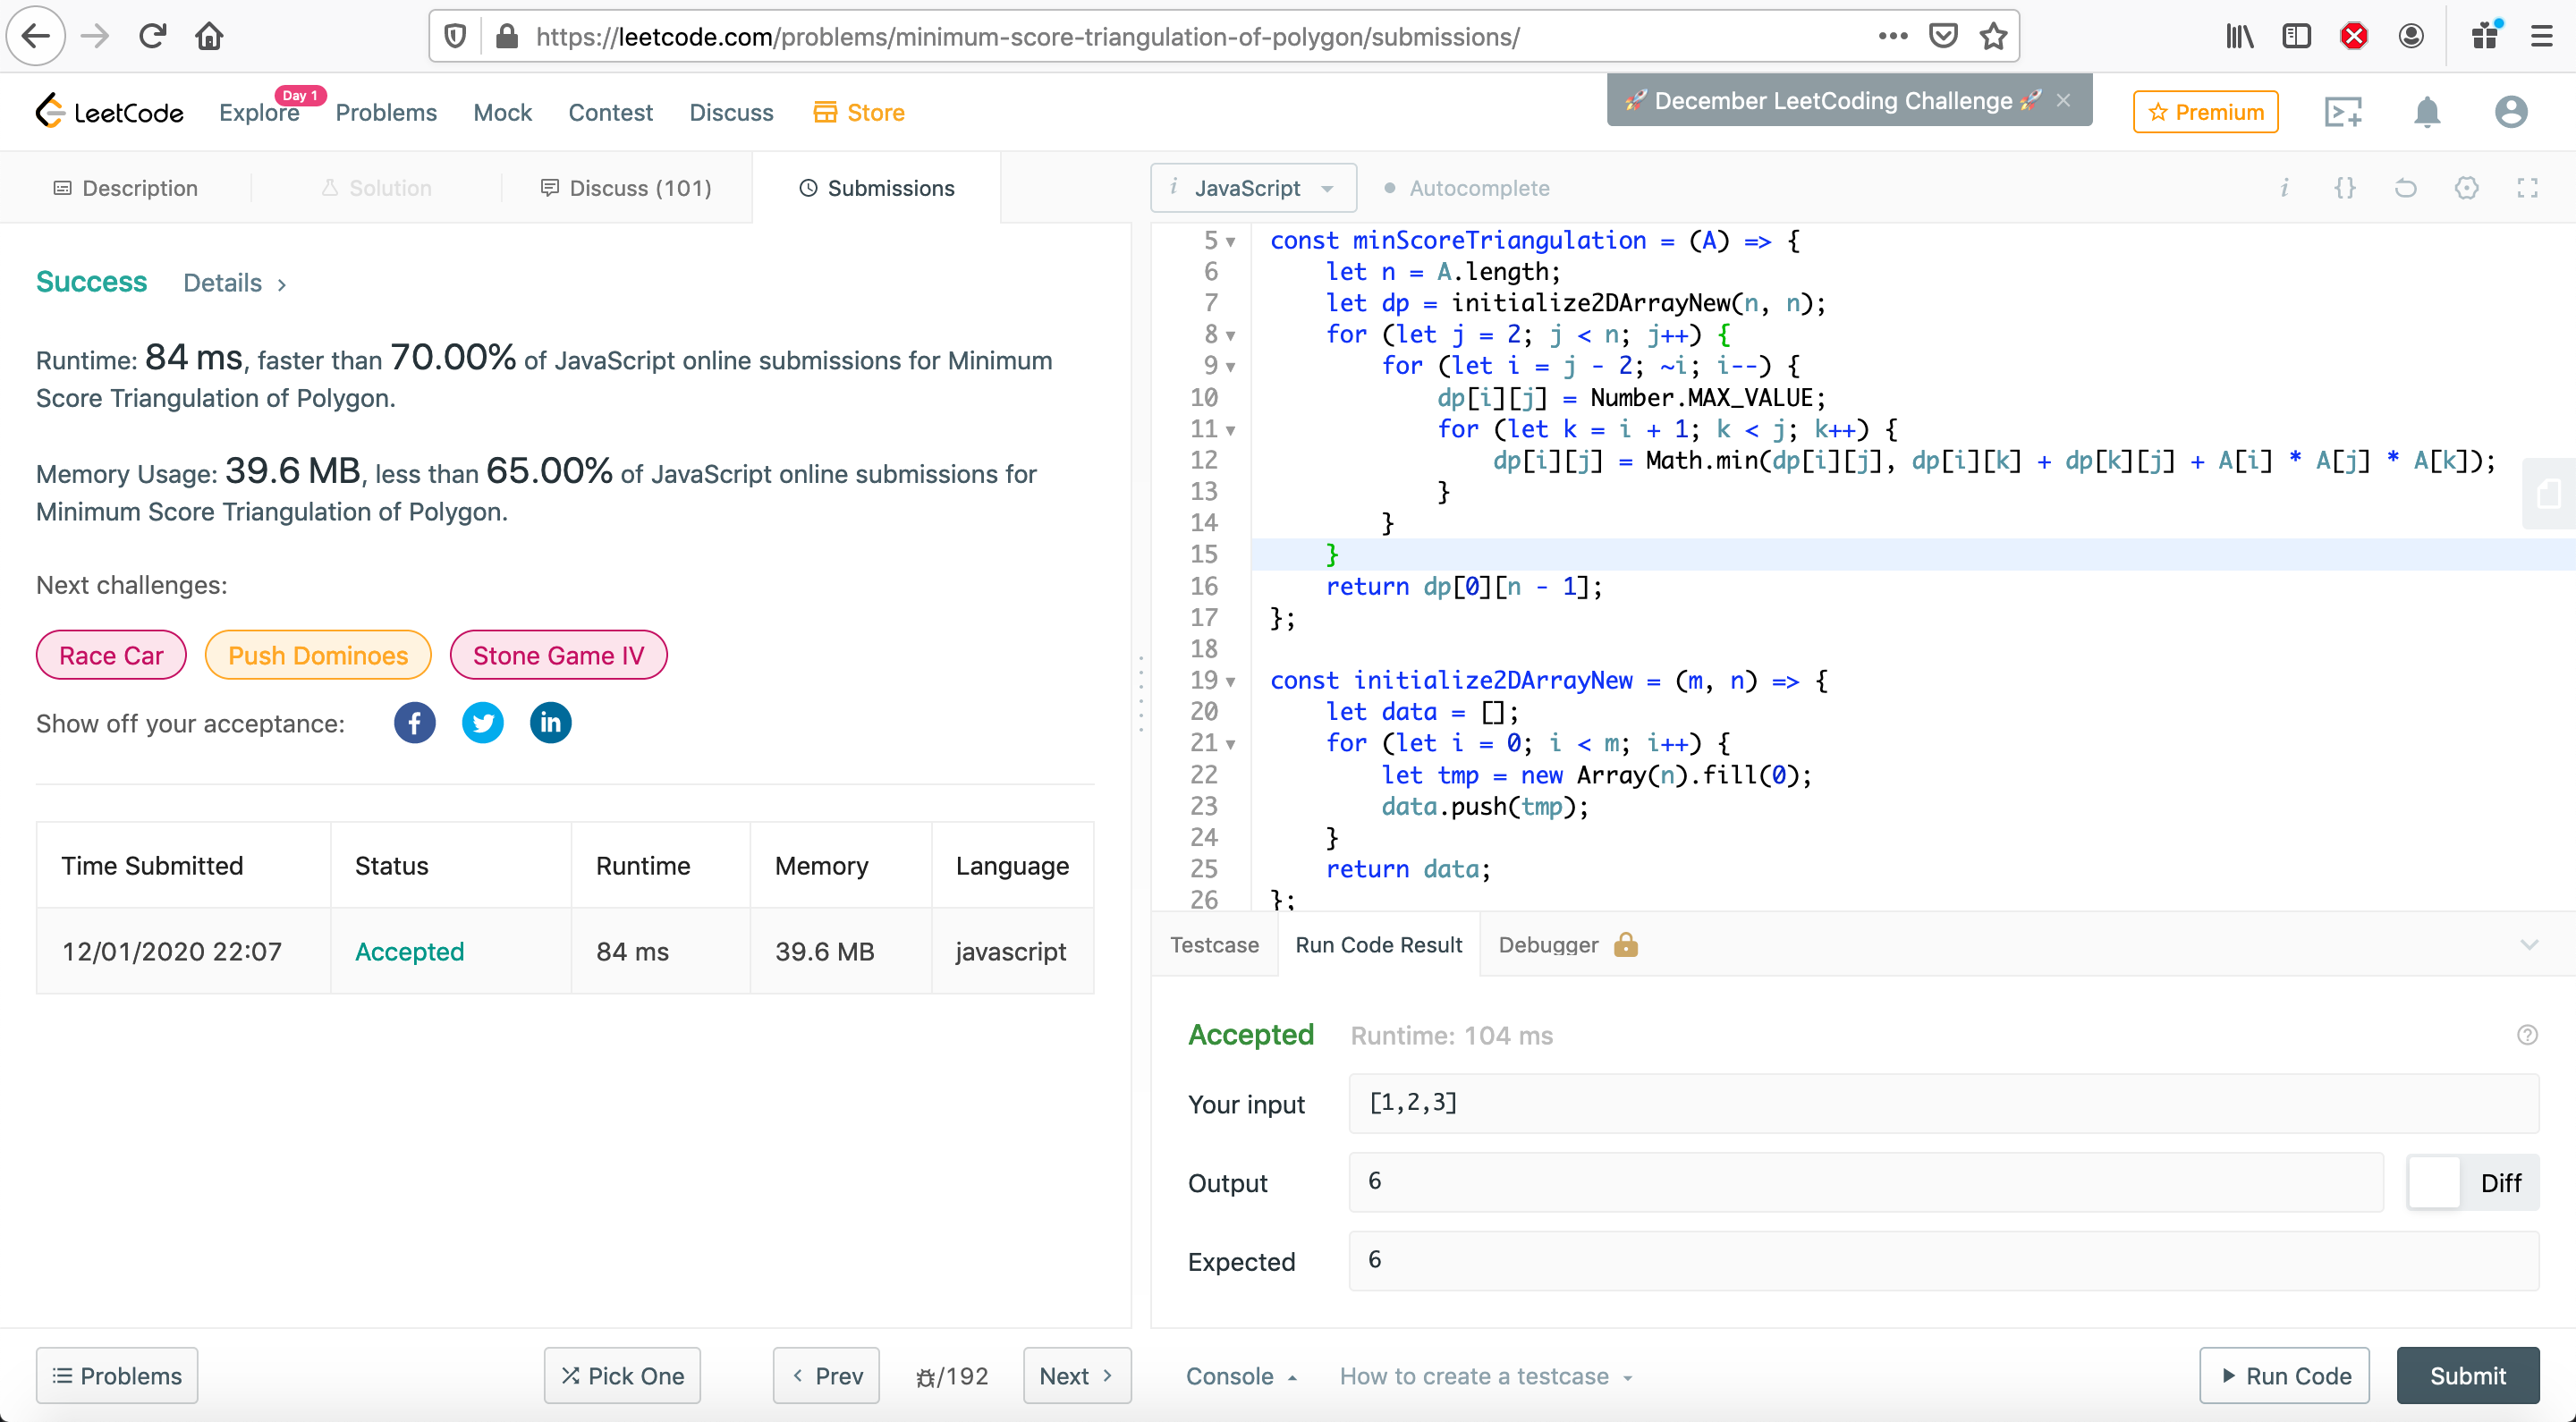 https://leetcode.com/problems/minimum-score-triangulation-of-polygon/submissions/
LeetCode
Explore
Day 1
Problems
Mock
Contest
Discuss
Store
🚀 December LeetCoding Challenge 🚀 ×
Premium
Description
Solution
Discuss (101)
Submissions
i JavaScript
Autocomplete
i {}
Success
Details >
Runtime: 84 ms, faster than 70.00% of JavaScript online submissions for Minimum
Score Triangulation of Polygon.
Memory Usage: 39.6 MB, less than 65.00% of JavaScript online submissions for
Minimum Score Triangulation of Polygon.
Next challenges:
Race Car
Push Dominoes
Stone Game IV
Show off your acceptance:
f
in
Time Submitted Status Runtime Memory Language
12/01/2020 22:07 Accepted 84 ms 39.6 MB javascript
5 const minScoreTriangulation = (A) => {
6 let n = A.length;
7 let dp = initialize2DArrayNew(n, n);
8 for (let j = 2; j < n; j++) {
9 for (let i = j - 2; ~i; i--) {
10 dp[i][j] = Number.MAX_VALUE;
11 for (let k = i + 1; k < j; k++) {
12 dp[i][j] = Math.min(dp[i][j], dp[i][k] + dp[k][j] + A[i] * A[j] * A[k]);
13 }
14 }
15 }
16 return dp[0][n - 1];
17 };
18
19 const initialize2DArrayNew = (m, n) => {
20 let data = [];
21 for (let i = 0; i < m; i++) {
22 let tmp = new Array(n).fill(0);
23 data.push(tmp);
24 }
25 return data;
26 };
Testcase
Run Code Result
Debugger
Accepted
Runtime: 104 ms
Your input
[1,2,3]
Output
6
Diff
Expected
6
Problems
Pick One
< Prev
/192
Next >
Console
How to create a testcase
Run Code
Submit